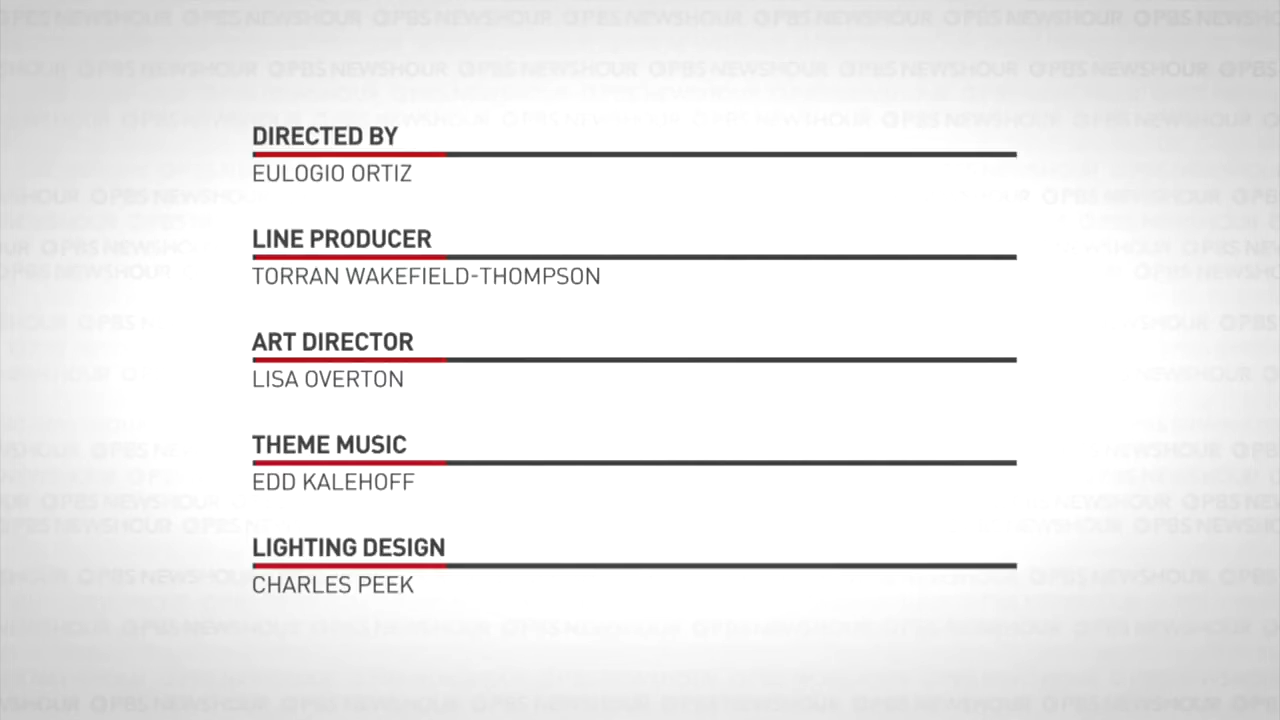 DIRECTED BY
EULOGIO ORTIZ
LINE PRODUCER
TORRAN WAKEFIELD-THOMPSON
ART DIRECTOR
LISA OVERTON
THEME MUSIC
EDD KALEHOFF
LIGHTING DESIGN
CHARLES PEEK